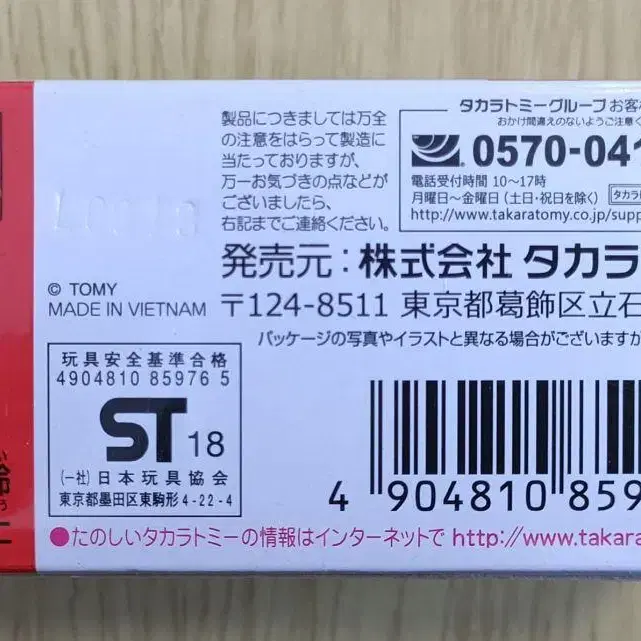 製品につきましては万全
の注意をはらって製造に
当たっておりますが、
万一お気づきの点などが
ございましたら、
右記までご連絡ください。
タカラトミーグループ お客
おかけ間違えのないようご注意く
0570-041
電話受付時間 10〜17時
月曜日〜金曜日(土・祝日を除く)
http://www.takaratomy.co.jp/supp
発売元:株式会社 タカラ
〒124-8511 東京都葛飾区立石
パッケージの写真やイラストと異なる場合がございますが
© TOMY
MADE IN VIETNAM
玩具安全基準合格
4904810 85976 5
ST 18
(一社)日本玩具協会
東京都墨田区東駒形4-22-4
4 904810 859
●たのしいタカラトミーの情報はインターネットで http://www.takara